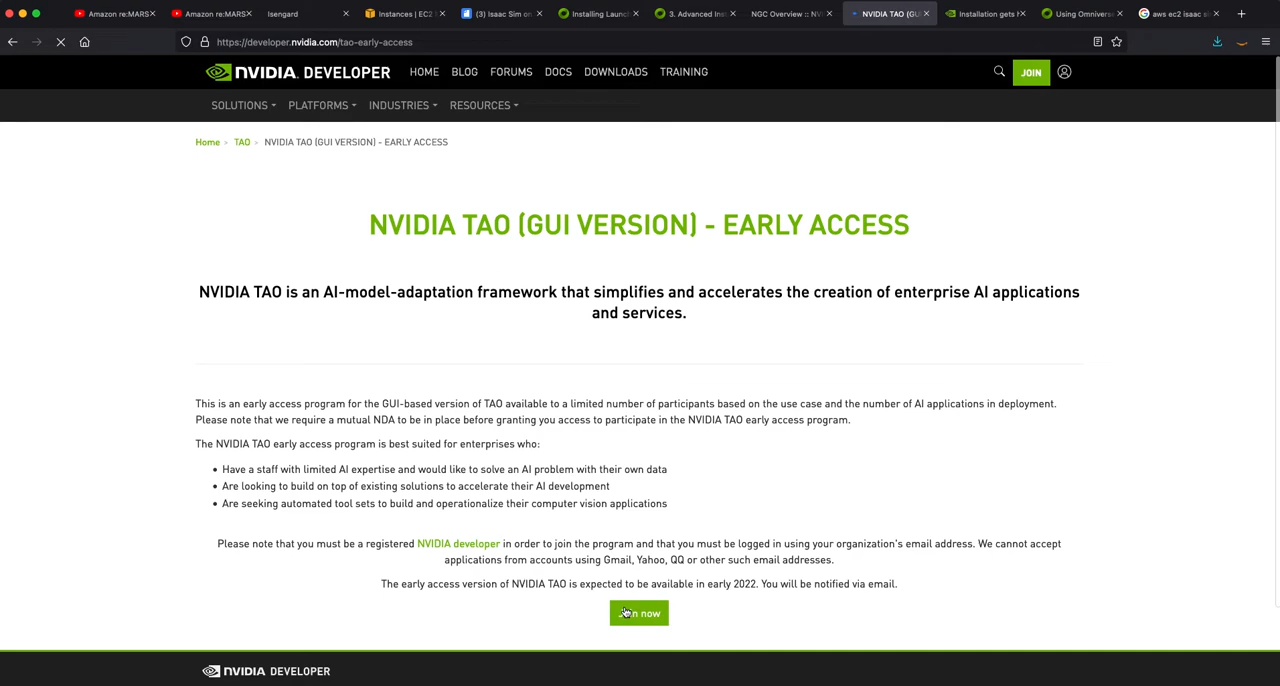 Amazon re:MARS
Amazon re:MARS
Isengard
Instances | EC2
(3) Isaac Sim on
Installing Launc
3. Advanced Ins
NGC Overview :: NV
NVIDIA TAO (GU
Installation gets
Using Omnivers
aws ec2 isaac si
https://developer.nvidia.com/tao-early-access
NVIDIA DEVELOPER
HOME
BLOG
FORUMS
DOCS
DOWNLOADS
TRAINING
JOIN
SOLUTIONS
PLATFORMS
INDUSTRIES
RESOURCES
Home > TAO > NVIDIA TAO (GUI VERSION) - EARLY ACCESS
NVIDIA TAO (GUI VERSION) - EARLY ACCESS
NVIDIA TAO is an AI-model-adaptation framework that simplifies and accelerates the creation of enterprise AI applications
and services.
This is an early access program for the GUI-based version of TAO available to a limited number of participants based on the use case and the number of AI applications in deployment.
Please note that we require a mutual NDA to be in place before granting you access to participate in the NVIDIA TAO early access program.
The NVIDIA TAO early access program is best suited for enterprises who:
• Have a staff with limited AI expertise and would like to solve an AI problem with their own data
• Are looking to build on top of existing solutions to accelerate their AI development
• Are seeking automated tool sets to build and operationalize their computer vision applications
Please note that you must be a registered NVIDIA developer in order to join the program and that you must be logged in using your organization's email address. We cannot accept
applications from accounts using Gmail, Yahoo, QQ or other such email addresses.
The early access version of NVIDIA TAO is expected to be available in early 2022. You will be notified via email.
Join now
NVIDIA DEVELOPER